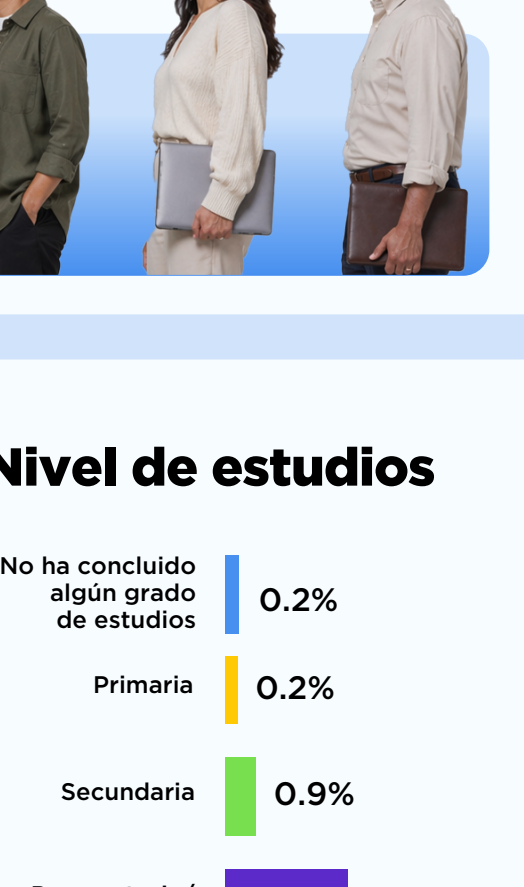 Nivel de estudios
No ha concluido
algún grado
de estudios
0.2%
Primaria
0.2%
Secundaria
0.9%